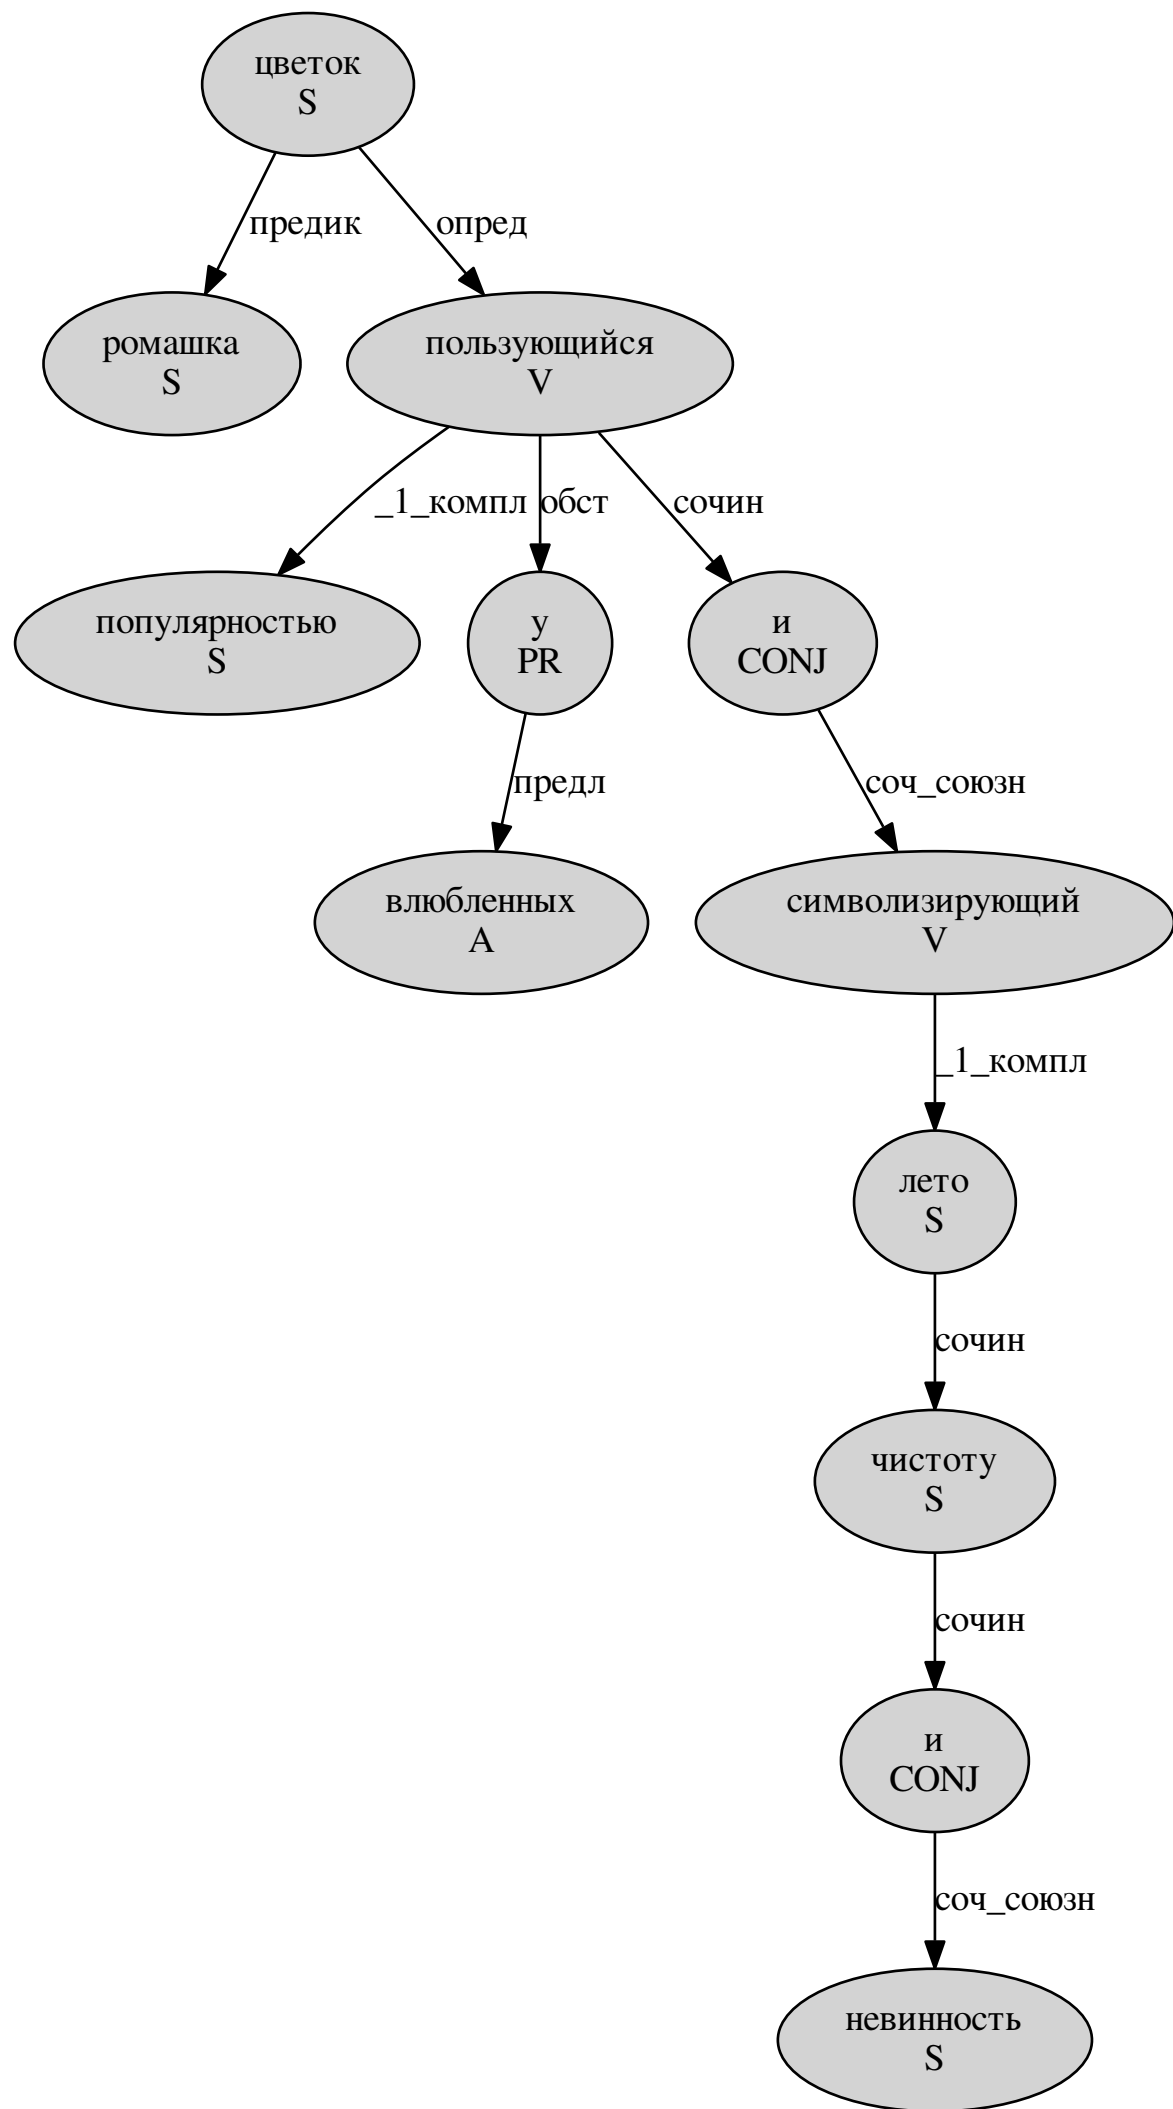 цветок
S
предик
опред
ромашка
S
пользующийся
V
_1_компл
обст
сочин
популярностью
S
у
PR
и
CONJ
предл
соч_союзн
влюбленных
A
символизирующий
V
_1_компл
лето
S
сочин
чистоту
S
сочин
и
CONJ
соч_союзн
невинность
S